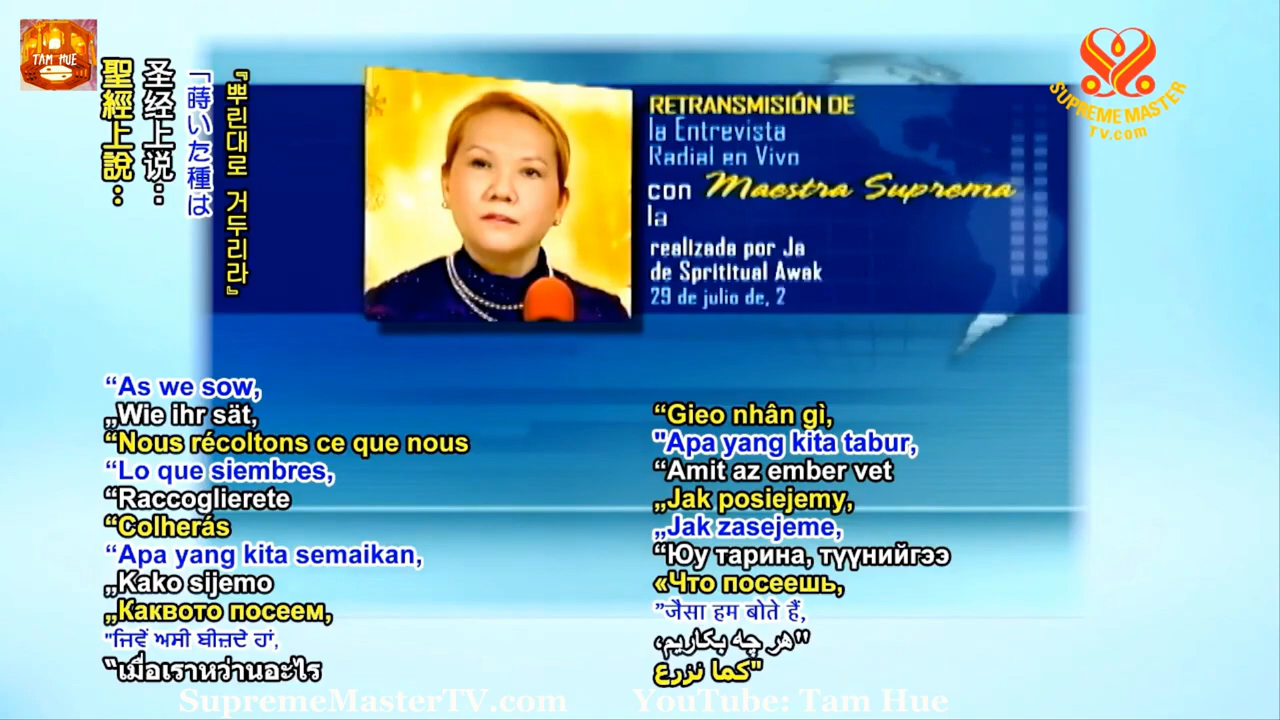 TAM HUE
聖經上說：
圣经上说：
「蒔いた種は
『뿌린대로 거두리라』
RETRANSMISIÓN DE
la Entrevista
Radial en Vivo
con Maestra Suprema
la
realizada por Ja
de Sprititual Awak
29 de julio de, 2
SUPREME MASTER
TV.com
“As we sow,
„Wie ihr sät,
“Nous récoltons ce que nous
“Lo que siembres,
“Raccoglierete
“Colherás
“Apa yang kita semaikan,
„Kako sijemo
„Каквото посеем,
"ਜਿਵੇਂ ਅਸੀ ਬੀਜ਼ਦੇ ਹਾਂ,
“เมื่อเราหว่านอะไร
“Gieo nhân gì,
"Apa yang kita tabur,
“Amit az ember vet
„Jak posiejemy,
„Jak zasejeme,
“Юу тарина, түүнийгээ
«Что посеешь,
”जैसा हम बोते हैं,
"هر چه بکاریم،
"كما نزرع
SupremeMasterTV.com
YouTube: Tam Hue